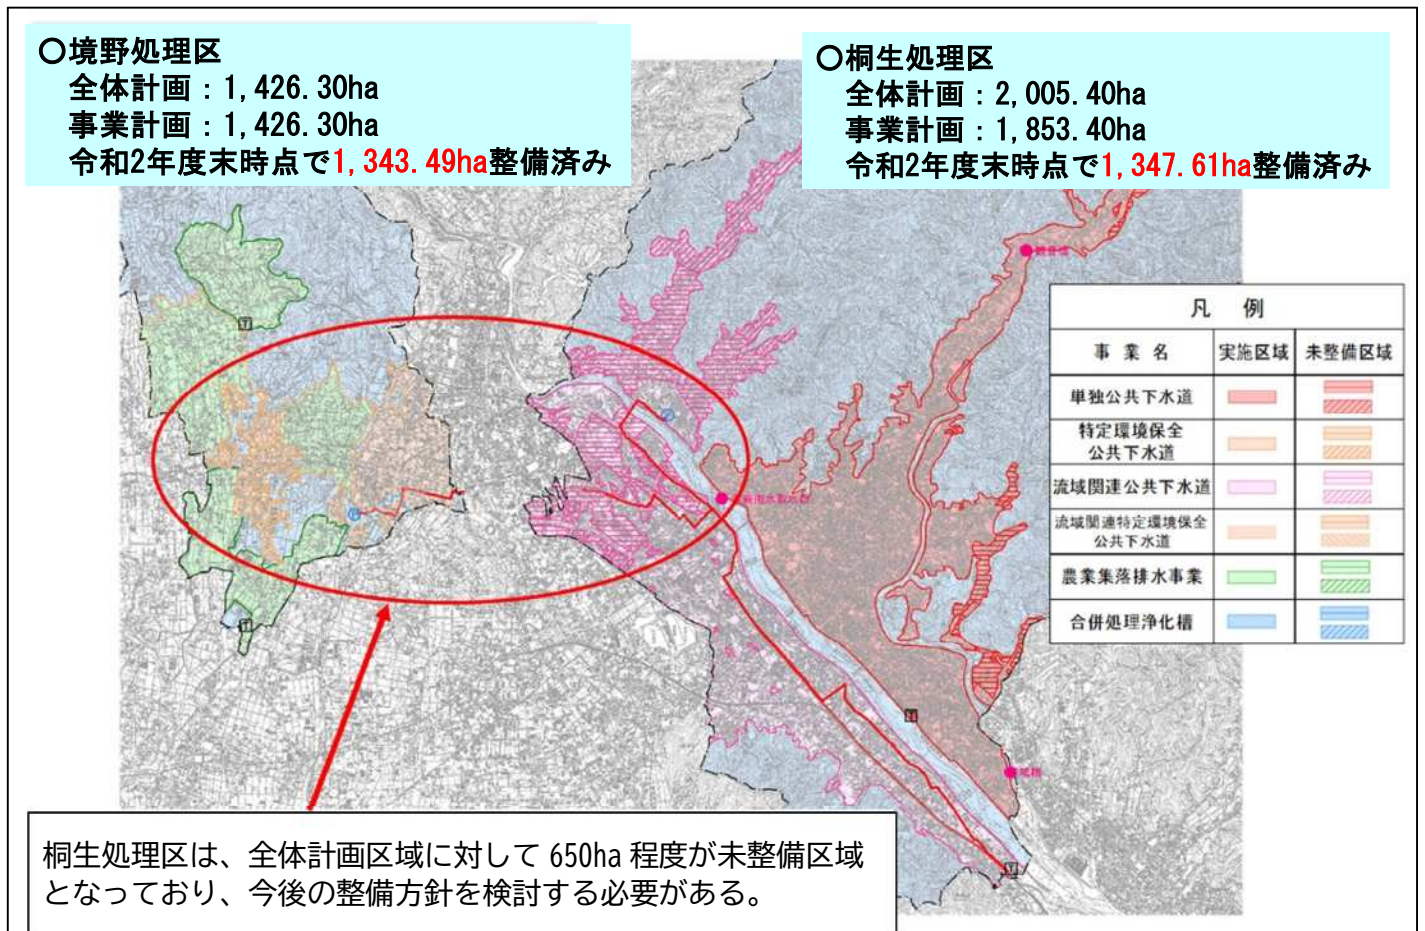 〇境野処理区
全体計画：1,426.30ha
事業計画：1,426.30ha
令和2年度末時点で1,343.49ha整備済み
〇桐生処理区
全体計画：2,005.40ha
事業計画：1,853.40ha
令和2年度末時点で1,347.61ha整備済み
凡 例
事 業 名 実施区域 未整備区域
単独公共下水道
特定環境保全
公共下水道
流域関連公共下水道
流域関連特定環境保全
公共下水道
農業集落排水事業
合併処理浄化槽
桐生処理区は、全体計画区域に対して 650ha 程度が未整備区域
となっており、今後の整備方針を検討する必要がある。